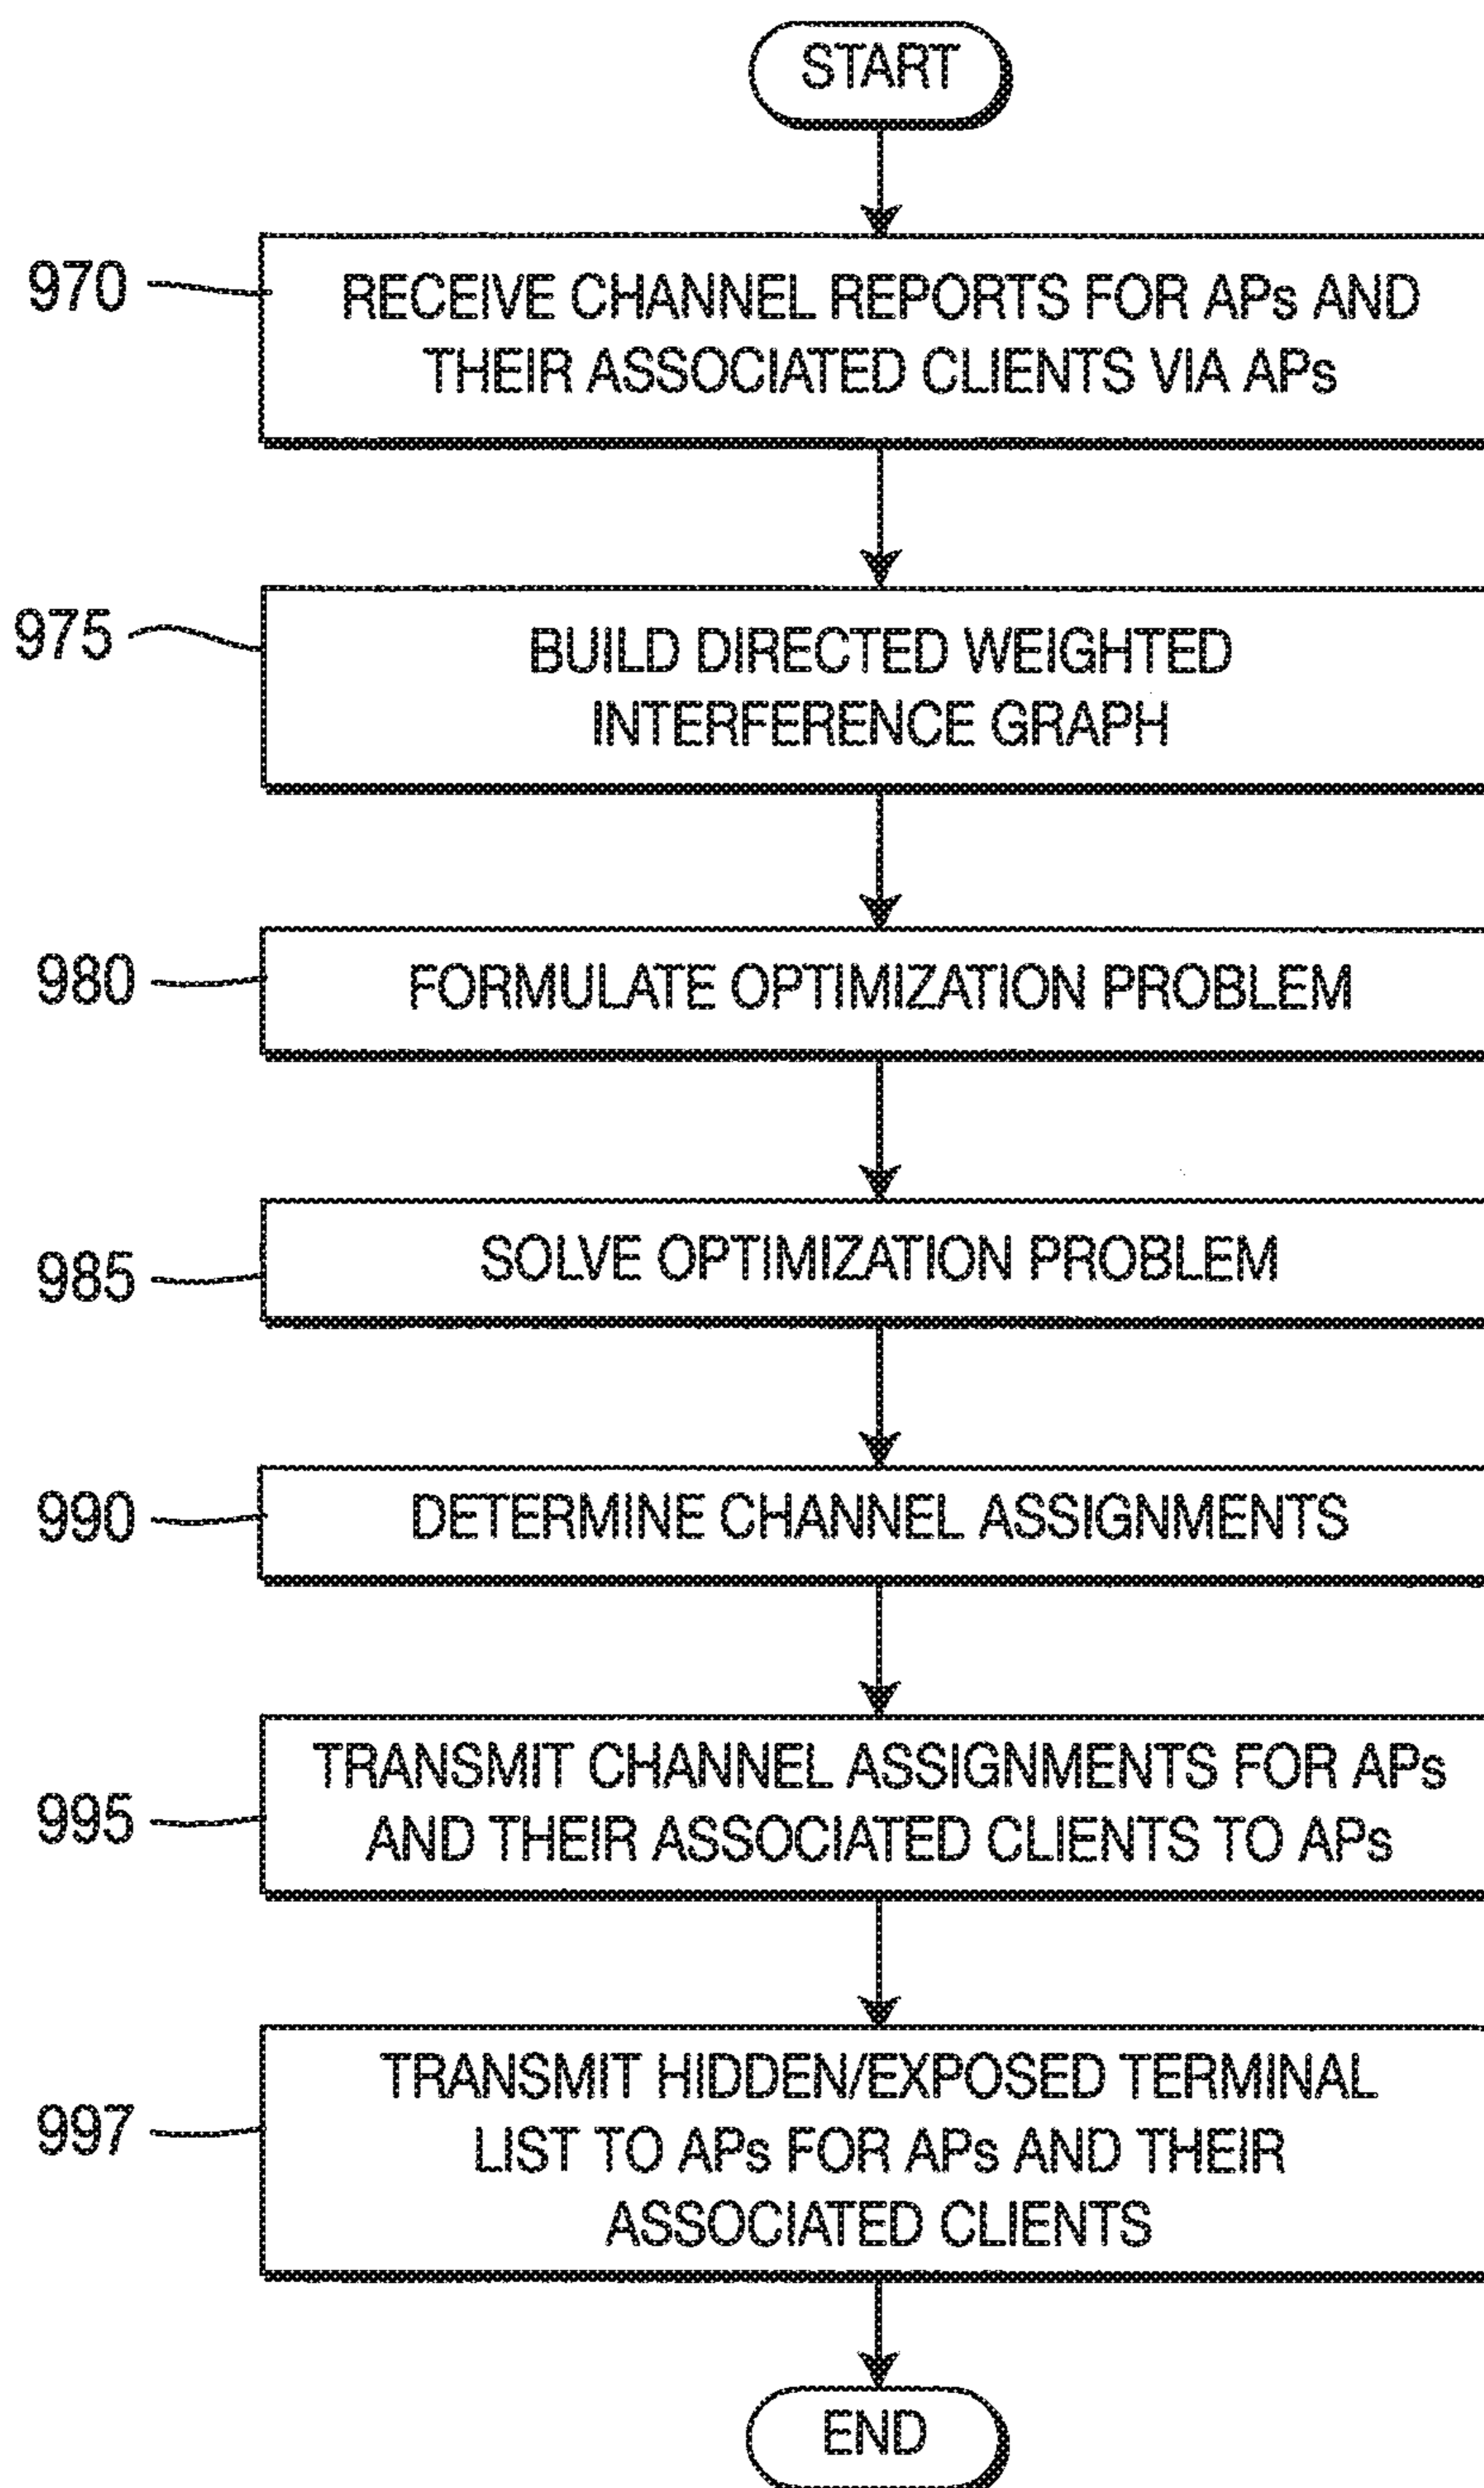 START
970
RECEIVE CHANNEL REPORTS FOR APs AND
THEIR ASSOCIATED CLIENTS VIA APs
975
BUILD DIRECTED WEIGHTED
INTERFERENCE GRAPH
980
FORMULATE OPTIMIZATION PROBLEM
985
SOLVE OPTIMIZATION PROBLEM
990
DETERMINE CHANNEL ASSIGNMENTS
995
TRANSMIT CHANNEL ASSIGNMENTS FOR APs
AND THEIR ASSOCIATED CLIENTS TO APs
997
TRANSMIT HIDDEN/EXPOSED TERMINAL
LIST TO APs FOR APs AND THEIR
ASSOCIATED CLIENTS
END